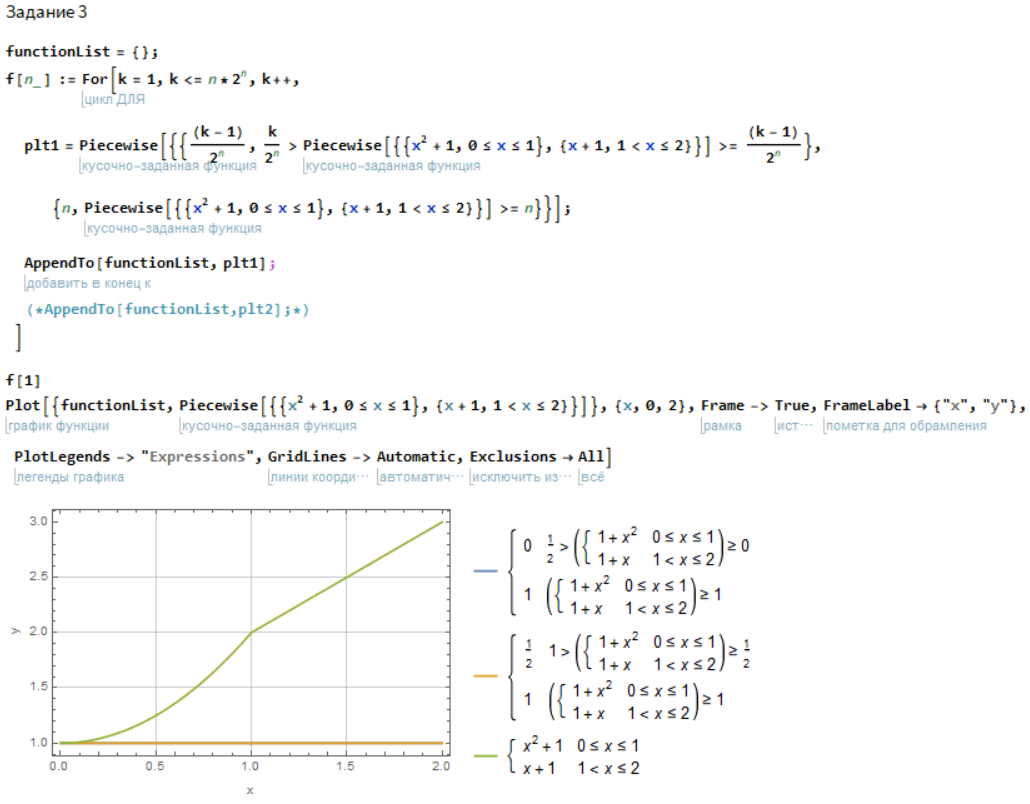 Задание 3
functionList = {};
f[n_] := For[k = 1, k <= n*2^n, k++,
цикл ДЛЯ
plt1 = Piecewise[{{(k - 1)/2^n, k/2^n > Piecewise[{{x^2 + 1, 0 ≤ x ≤ 1}, {x + 1, 1 < x ≤ 2}}] >= (k - 1)/2^n},
кусочно-заданная функция кусочно-заданная функция
{n, Piecewise[{{x^2 + 1, 0 ≤ x ≤ 1}, {x + 1, 1 < x ≤ 2}}] >= n}}];
кусочно-заданная функция
AppendTo[functionList, plt1];
добавить в конец к
(*AppendTo[functionList,plt2];*)
]
f[1]
Plot[{functionList, Piecewise[{{x^2 + 1, 0 ≤ x ≤ 1}, {x + 1, 1 < x ≤ 2}}]}, {x, 0, 2}, Frame -> True, FrameLabel → {"x", "y"},
график функции кусочно-заданная функция рамка ист⋯ пометка для обрамления
PlotLegends -> "Expressions", GridLines -> Automatic, Exclusions → All]
легенды графика линии коорди⋯ автоматич⋯ исключить из⋯ всё
3.0
2.5
2.0
1.5
1.0
y
0.0 0.5 1.0 1.5 2.0
x
0 1/2 > ({ 1 + x^2 0 ≤ x ≤ 1
1 + x 1 < x ≤ 2) ≥ 0
1 ({ 1 + x^2 0 ≤ x ≤ 1
1 + x 1 < x ≤ 2) ≥ 1
1/2 1 > ({ 1 + x^2 0 ≤ x ≤ 1
1 + x 1 < x ≤ 2) ≥ 1/2
1 ({ 1 + x^2 0 ≤ x ≤ 1
1 + x 1 < x ≤ 2) ≥ 1
{ x^2 + 1 0 ≤ x ≤ 1
x + 1 1 < x ≤ 2